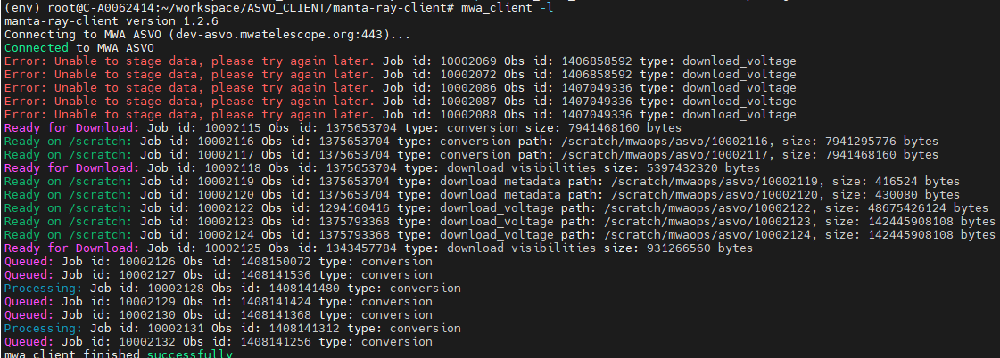 (env) root@C-A0062414:~/workspace/ASVO_CLIENT/manta-ray-client# mwa_client -l
manta-ray-client version 1.2.6
Connecting to MWA ASVO (dev-asvo.mwatelescope.org:443)...
Connected to MWA ASVO
Error: Unable to stage data, please try again later. Job id: 10002069 Obs id: 1406858592 type: download_voltage
Error: Unable to stage data, please try again later. Job id: 10002072 Obs id: 1406858592 type: download_voltage
Error: Unable to stage data, please try again later. Job id: 10002086 Obs id: 1407049336 type: download_voltage
Error: Unable to stage data, please try again later. Job id: 10002087 Obs id: 1407049336 type: download_voltage
Error: Unable to stage data, please try again later. Job id: 10002088 Obs id: 1407049336 type: download_voltage
Ready for Download: Job id: 10002115 Obs id: 1375653704 type: conversion size: 7941468160 bytes
Ready on /scratch: Job id: 10002116 Obs id: 1375653704 type: conversion path: /scratch/mwaops/asvo/10002116, size: 7941295776 bytes
Ready on /scratch: Job id: 10002117 Obs id: 1375653704 type: conversion path: /scratch/mwaops/asvo/10002117, size: 7941468160 bytes
Ready for Download: Job id: 10002118 Obs id: 1375653704 type: download visibilities size: 5397432320 bytes
Ready on /scratch: Job id: 10002119 Obs id: 1375653704 type: download metadata path: /scratch/mwaops/asvo/10002119, size: 416524 bytes
Ready on /scratch: Job id: 10002120 Obs id: 1375653704 type: download metadata path: /scratch/mwaops/asvo/10002120, size: 430080 bytes
Ready on /scratch: Job id: 10002122 Obs id: 1294160416 type: download_voltage path: /scratch/mwaops/asvo/10002122, size: 48675426124 bytes
Ready on /scratch: Job id: 10002123 Obs id: 1375793368 type: download_voltage path: /scratch/mwaops/asvo/10002123, size: 142445908108 bytes
Ready on /scratch: Job id: 10002124 Obs id: 1375793368 type: download_voltage path: /scratch/mwaops/asvo/10002124, size: 142445908108 bytes
Ready for Download: Job id: 10002125 Obs id: 1343457784 type: download visibilities size: 931266560 bytes
Queued: Job id: 10002126 Obs id: 1408150072 type: conversion
Queued: Job id: 10002127 Obs id: 1408141536 type: conversion
Processing: Job id: 10002128 Obs id: 1408141480 type: conversion
Queued: Job id: 10002129 Obs id: 1408141424 type: conversion
Queued: Job id: 10002130 Obs id: 1408141368 type: conversion
Processing: Job id: 10002131 Obs id: 1408141312 type: conversion
Queued: Job id: 10002132 Obs id: 1408141256 type: conversion
mwa_client finished successfully